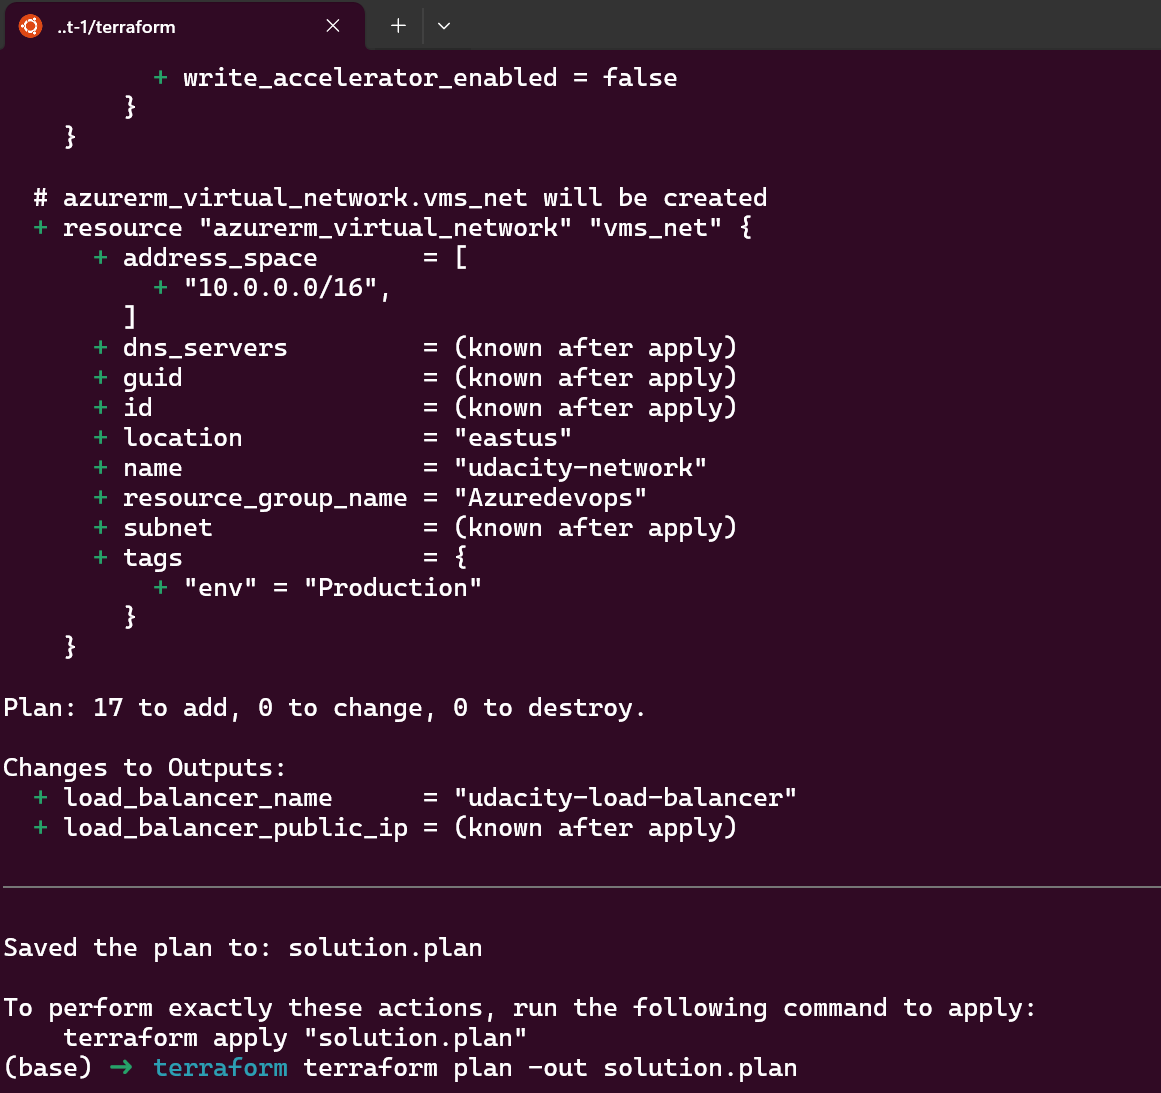 ..t-1/terraform
+ write_accelerator_enabled = false
}
}
# azurerm_virtual_network.vms_net will be created
+ resource "azurerm_virtual_network" "vms_net" {
+ address_space = [
+ "10.0.0.0/16",
]
+ dns_servers = (known after apply)
+ guid = (known after apply)
+ id = (known after apply)
+ location = "eastus"
+ name = "udacity-network"
+ resource_group_name = "Azuredevops"
+ subnet = (known after apply)
+ tags = {
+ "env" = "Production"
}
}
Plan: 17 to add, 0 to change, 0 to destroy.
Changes to Outputs:
+ load_balancer_name = "udacity-load-balancer"
+ load_balancer_public_ip = (known after apply)
Saved the plan to: solution.plan
To perform exactly these actions, run the following command to apply:
terraform apply "solution.plan"
(base) → terraform terraform plan -out solution.plan